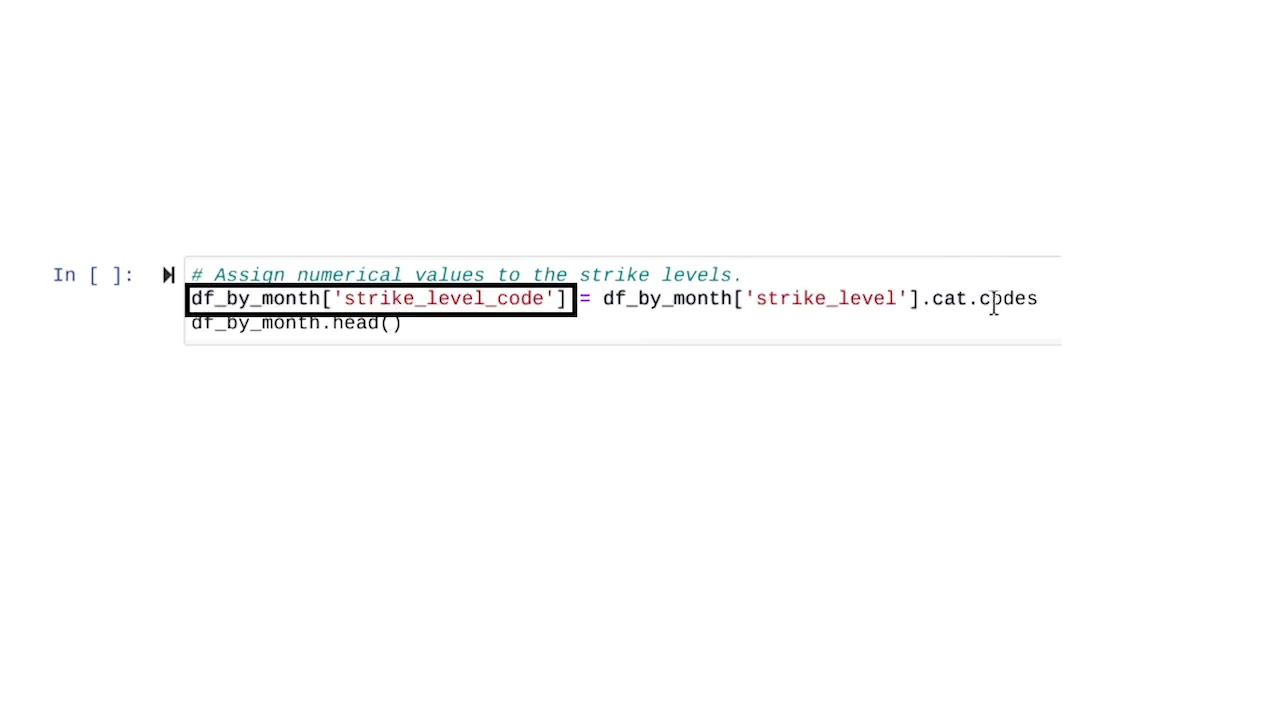 In [ ]: # Assign numerical values to the strike levels.
df_by_month['strike_level_code'] = df_by_month['strike_level'].cat.codes
df_by_month.head()